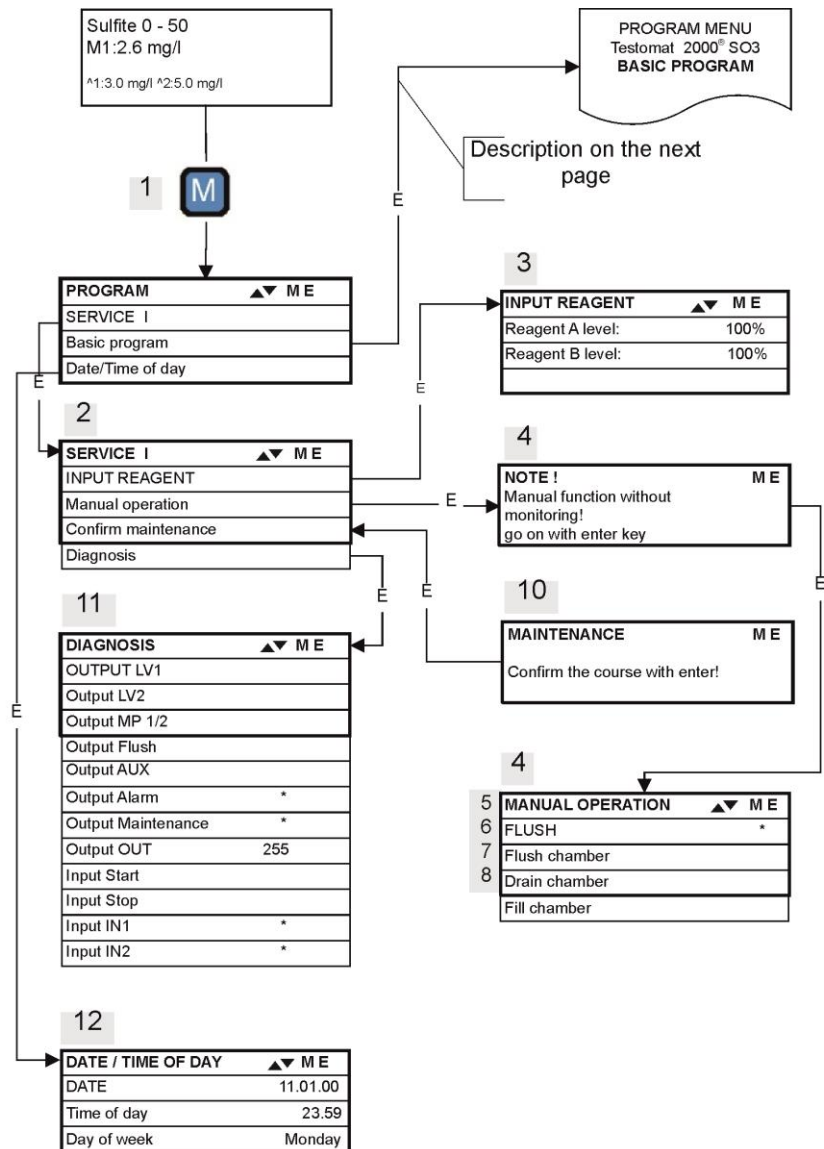 Sulfite 0 - 50
M1:2.6 mg/l
^1:3.0 mg/l ^2:5.0 mg/l
PROGRAM MENU
Testomat 2000® SO3
BASIC PROGRAM
Description on the next
page
1
M
E
PROGRAM ▲▼ M E
SERVICE I
Basic program
Date/Time of day
E
3
INPUT REAGENT ▲▼ M E
Reagent A level: 100%
Reagent B level: 100%
E
2
SERVICE I ▲▼ M E
INPUT REAGENT
Manual operation
Confirm maintenance
Diagnosis
E
4
NOTE ! M E
Manual function without
monitoring!
go on with enter key
E
E
E
10
MAINTENANCE M E
Confirm the course with enter!
11
DIAGNOSIS ▲▼ M E
OUTPUT LV1
Output LV2
Output MP 1/2
Output Flush
Output AUX
Output Alarm *
Output Maintenance *
Output OUT 255
Input Start
Input Stop
Input IN1 *
Input IN2 *
E
4
5 MANUAL OPERATION ▲▼ M E
6 FLUSH *
7 Flush chamber
8 Drain chamber
Fill chamber
12
DATE / TIME OF DAY ▲▼ M E
DATE 11.01.00
Time of day 23.59
Day of week Monday